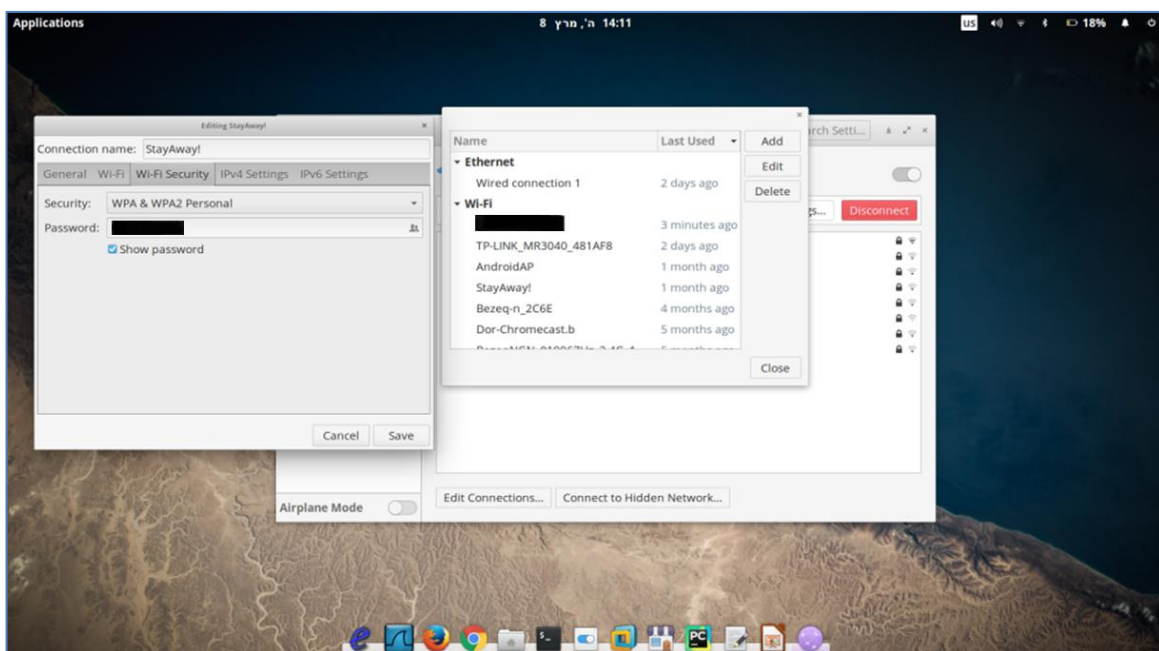 Applications
8 ה', מרץ 14:11
us
18%
Editing StayAway!
Connection name: StayAway!
General Wi-Fi Wi-Fi Security IPv4 Settings IPv6 Settings
Security: WPA & WPA2 Personal
Password:
Show password
Cancel Save
Name Last Used
Ethernet
Wired connection 1 2 days ago
Wi-Fi
3 minutes ago
TP-LINK_MR3040_481AF8 2 days ago
AndroidAP 1 month ago
StayAway! 1 month ago
Bezeq-n_2C6E 4 months ago
Dor-Chromecast.b 5 months ago
Add
Edit
Delete
Close
Disconnect
Edit Connections... Connect to Hidden Network...
Airplane Mode
PC